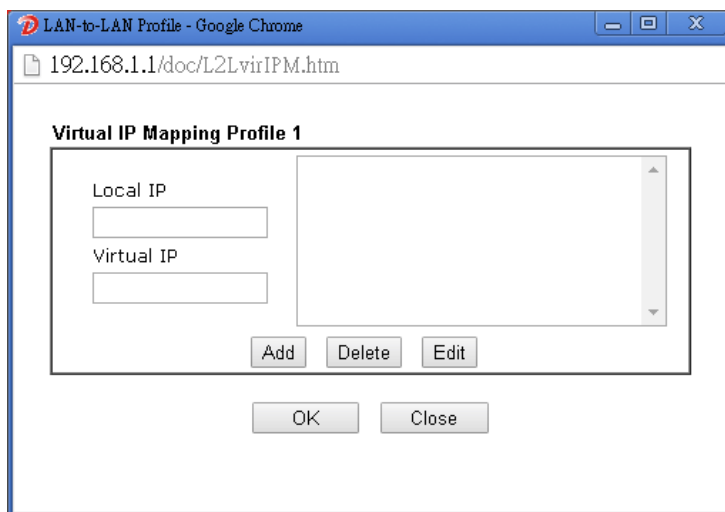 LAN-to-LAN Profile - Google Chrome
192.168.1.1/doc/L2LvirIPM.htm
Virtual IP Mapping Profile 1
Local IP
Virtual IP
Add Delete Edit
OK Close